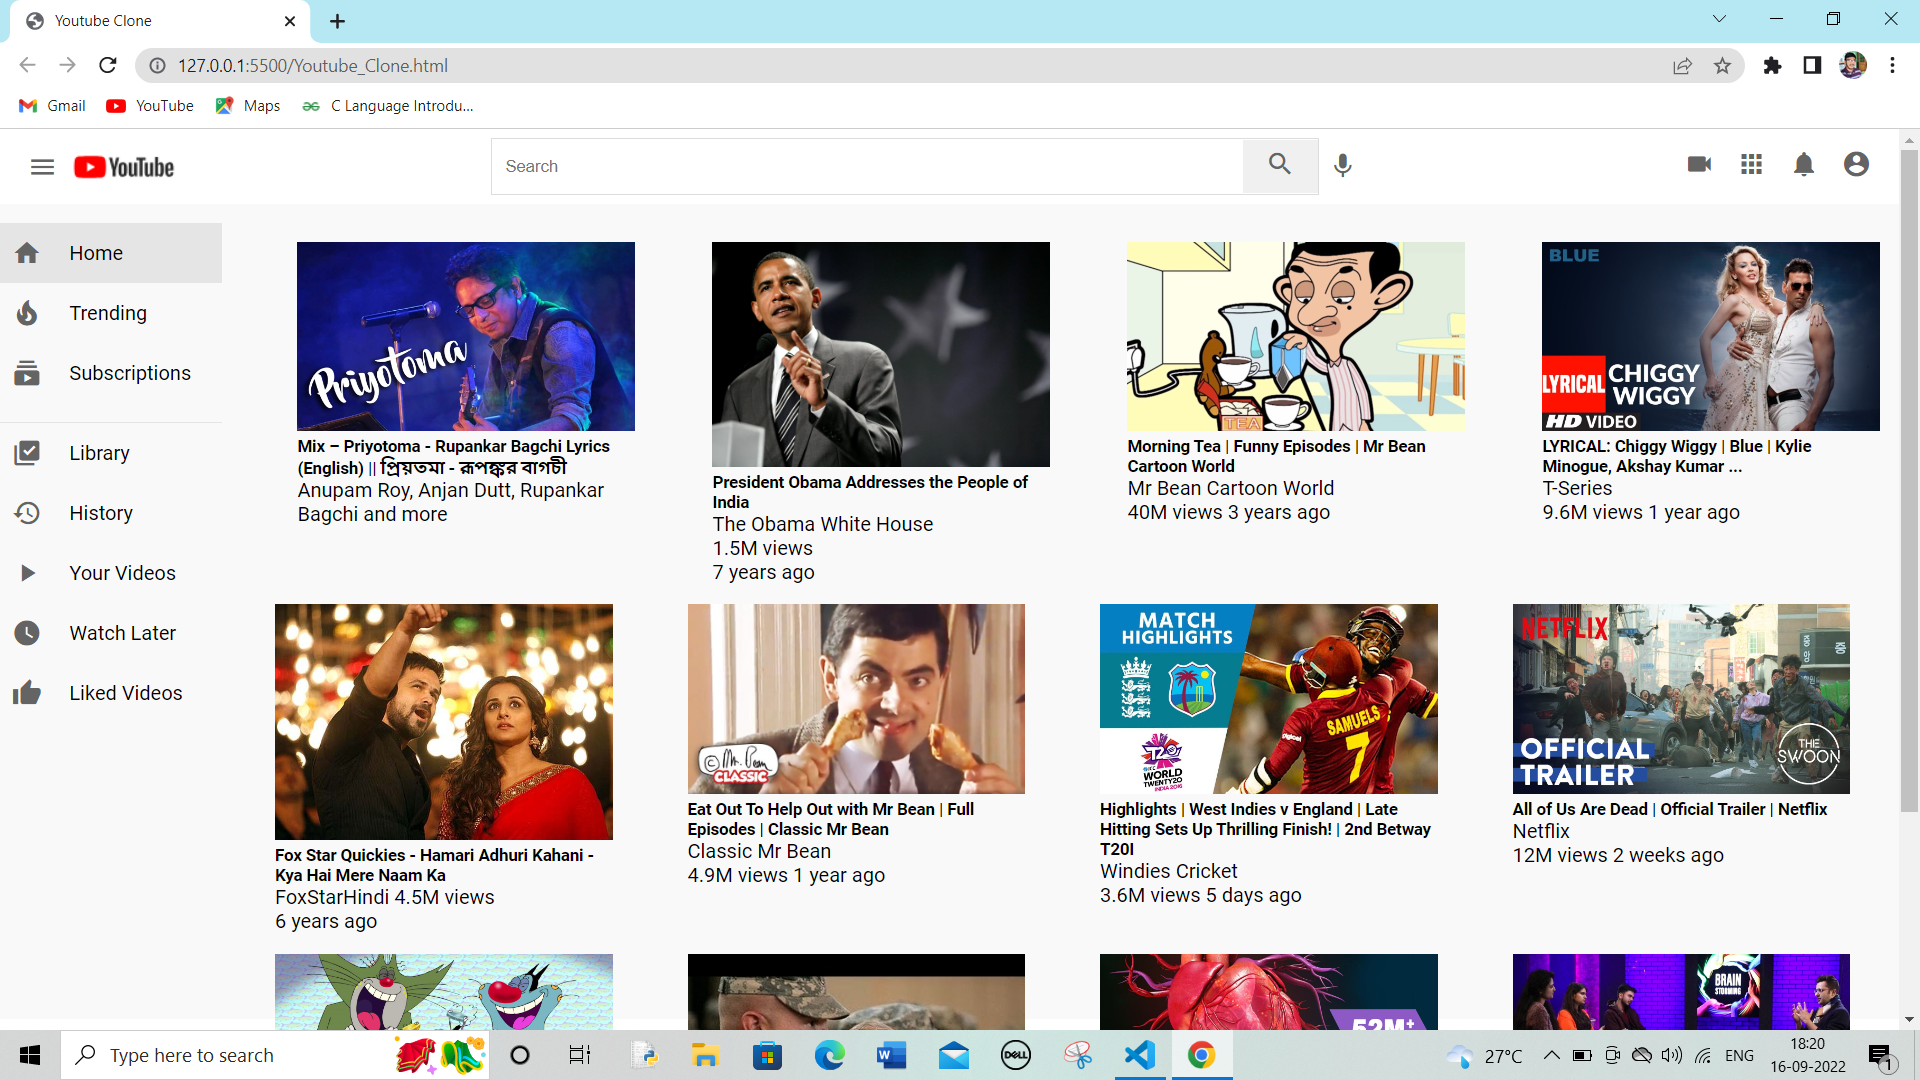 Youtube Clone
127.0.0.1:5500/Youtube_Clone.html
Gmail
YouTube
Maps
C Language Introdu...
YouTube
Search
Home
Trending
Subscriptions
Library
History
Your Videos
Watch Later
Liked Videos
Priyotoma
Mix – Priyotoma - Rupankar Bagchi Lyrics
(English) || প্রিয়তমা - রূপঙ্কর বাগচী
Anupam Roy, Anjan Dutt, Rupankar
Bagchi and more
President Obama Addresses the People of
India
The Obama White House
1.5M views
7 years ago
TEA
Morning Tea | Funny Episodes | Mr Bean
Cartoon World
Mr Bean Cartoon World
40M views 3 years ago
BLUE
LYRICAL
CHIGGY
WIGGY
HD VIDEO
LYRICAL: Chiggy Wiggy | Blue | Kylie
Minogue, Akshay Kumar ...
T-Series
9.6M views 1 year ago
Fox Star Quickies - Hamari Adhuri Kahani -
Kya Hai Mere Naam Ka
FoxStarHindi 4.5M views
6 years ago
© Mr. Bean
CLASSIC
Eat Out To Help Out with Mr Bean | Full
Episodes | Classic Mr Bean
Classic Mr Bean
4.9M views 1 year ago
MATCH
HIGHLIGHTS
SAMUELS
7
WORLD
TWENTY20
INDIA 2016
Highlights | West Indies v England | Late
Hitting Sets Up Thrilling Finish! | 2nd Betway
T20I
Windies Cricket
3.6M views 5 days ago
NETFLIX
OFFICIAL
TRAILER
THE
SWOON
All of Us Are Dead | Official Trailer | Netflix
Netflix
12M views 2 weeks ago
52M+
BRAIN
STORMING
Type here to search
DELL
27°C
ENG
18:20
16-09-2022
1